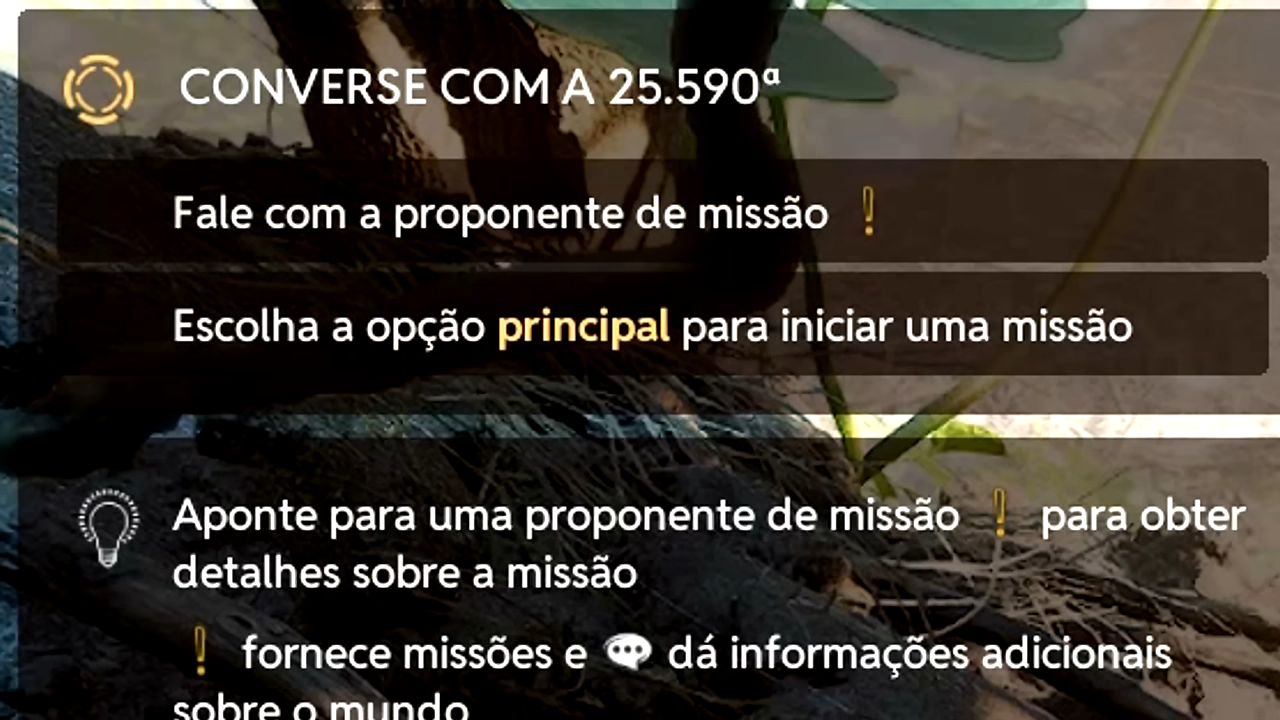 CONVERSE COM A 25.590ª
Fale com a proponente de missão ❗
Escolha a opção principal para iniciar uma missão
Aponte para uma proponente de missão ❗ para obter
detalhes sobre a missão
❗ fornece missões e 💬 dá informações adicionais
sobre o mundo